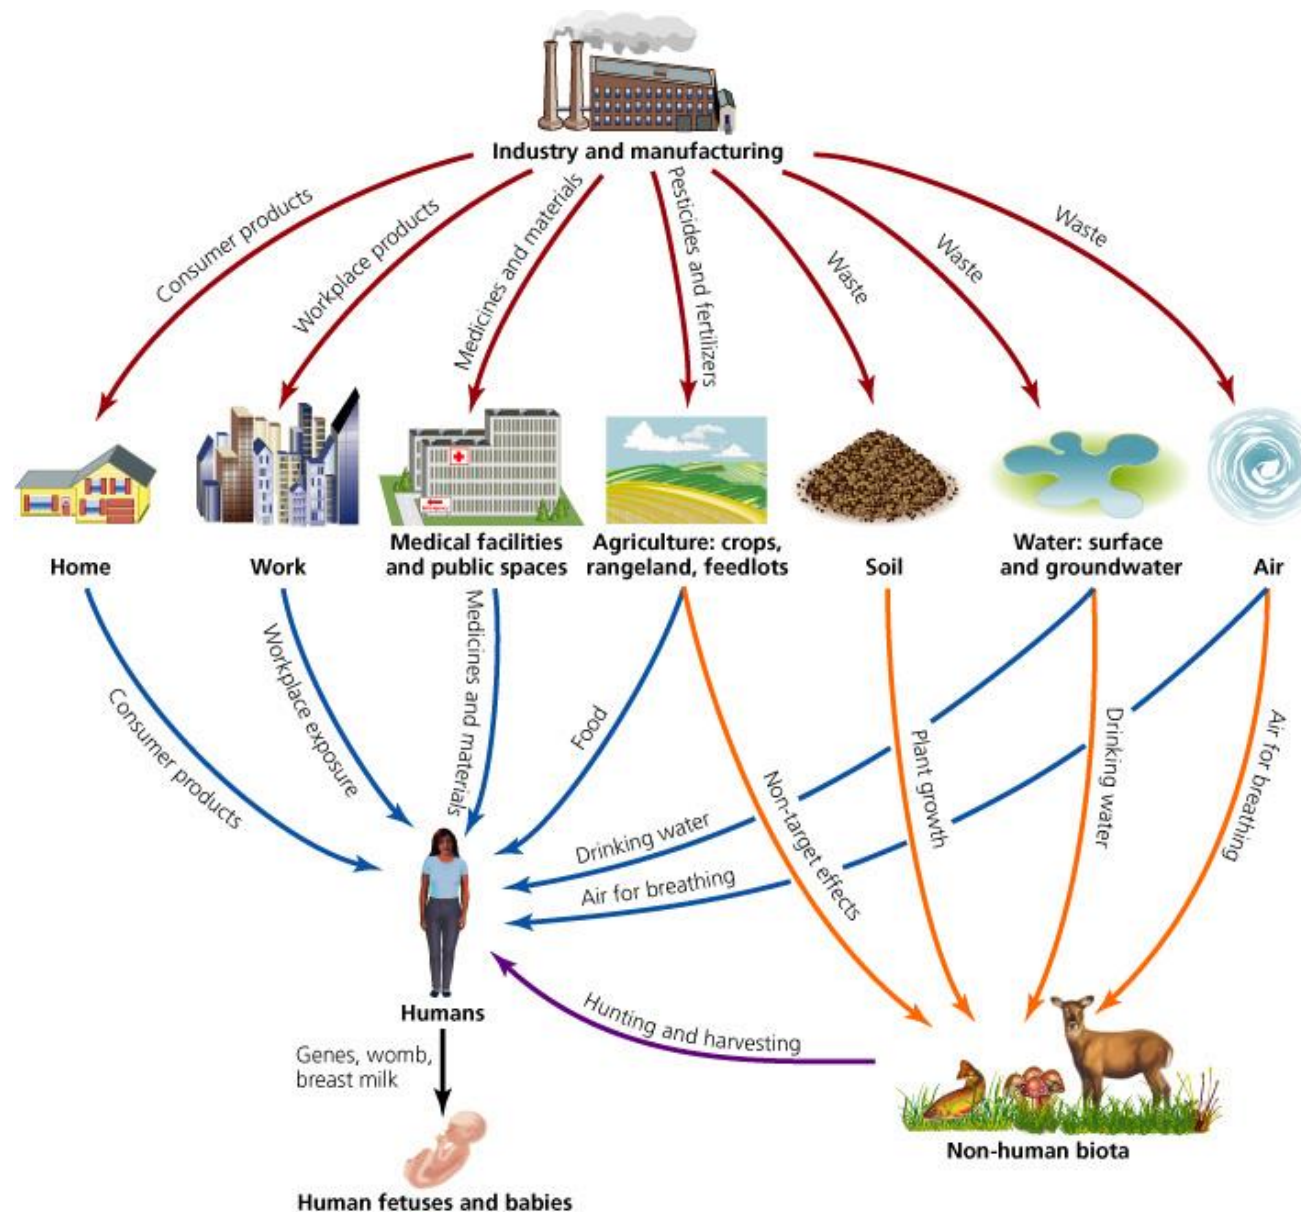 Industry and manufacturing
Consumer products
Workplace products
Medicines and materials
Pesticides and fertilizers
Waste
Waste
Waste
Home
Work
Medical facilities
and public spaces
Agriculture: crops,
rangeland, feedlots
Soil
Water: surface
and groundwater
Air
Consumer products
Workplace exposure
Medicines and materials
Food
Drinking water
Air for breathing
Non-target effects
Plant growth
Drinking water
Air for breathing
Humans
Hunting and harvesting
Genes, womb,
breast milk
Non-human biota
Human fetuses and babies